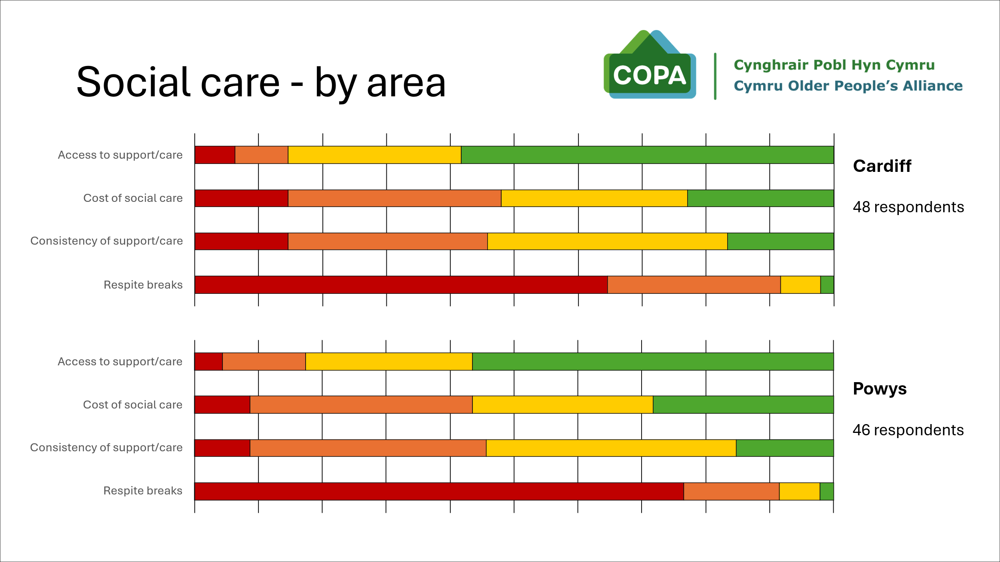 Social care - by area
COPA
Cynghrair Pobl Hyn Cymru
Cymru Older People’s Alliance
Access to support/care
Cost of social care
Consistency of support/care
Respite breaks
Cardiff
48 respondents
Access to support/care
Cost of social care
Consistency of support/care
Respite breaks
Powys
46 respondents